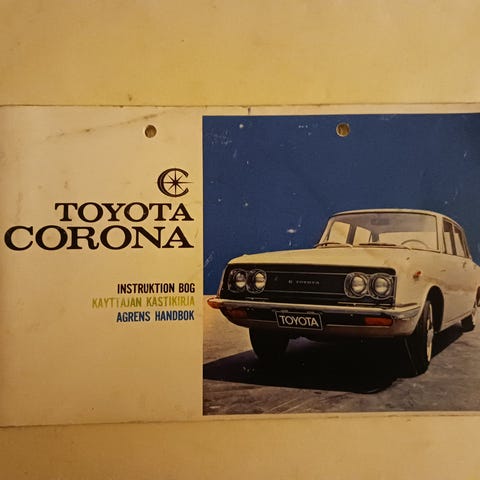 TOYOTA
CORONA
INSTRUKTION BOG
KAYTTAJAN KASTIKIRJA
AGRENS HANDBOK
C TOYOTA
TOYOTA